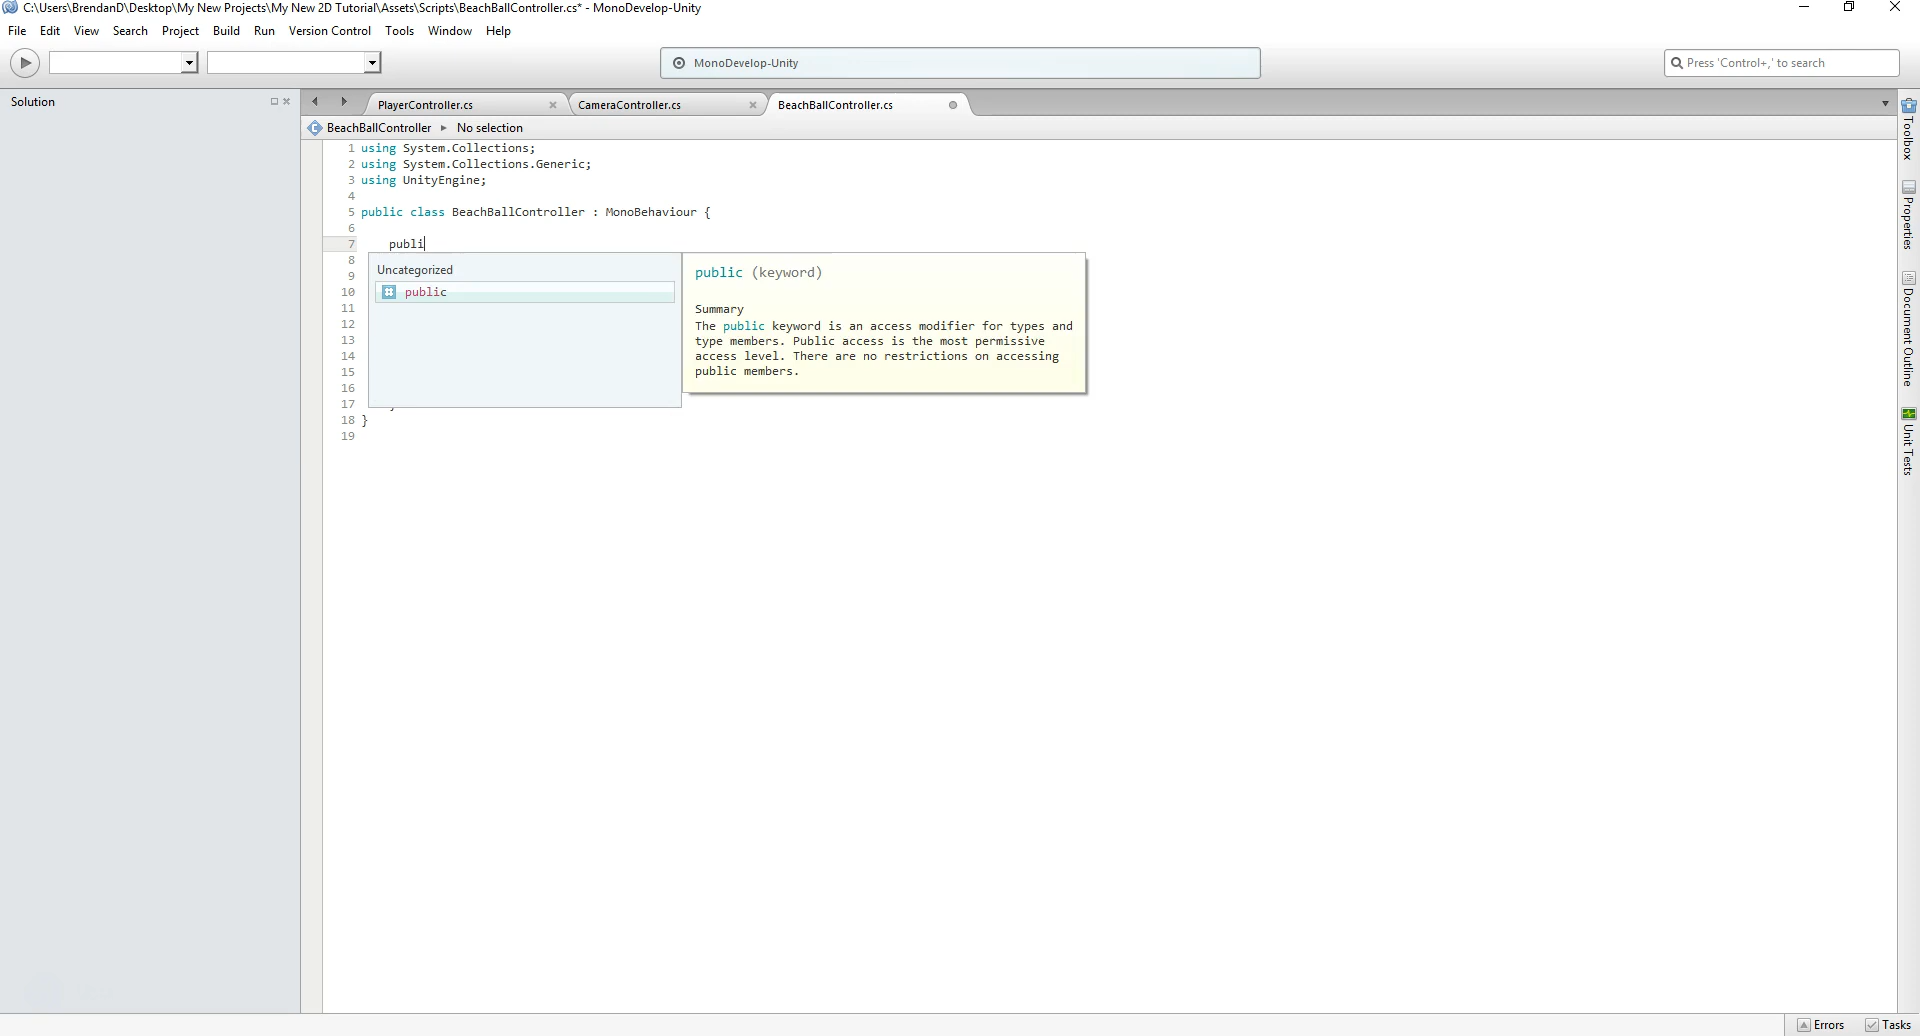 C:\Users\BrendanD\Desktop\My New Projects\My New 2D Tutorial\Assets\Scripts\BeachBallController.cs* - MonoDevelop-Unity
File Edit View Search Project Build Run Version Control Tools Window Help
MonoDevelop-Unity
Press 'Control+,' to search
Solution
PlayerController.cs
CameraController.cs
BeachBallController.cs
BeachBallController
No selection
1 using System.Collections;
2 using System.Collections.Generic;
3 using UnityEngine;
4
5 public class BeachBallController : MonoBehaviour {
6
7 publi
8
9
10
11
12
13
14
15
16
17
18 }
19
Uncategorized
public
public (keyword)
Summary
The public keyword is an access modifier for types and
type members. Public access is the most permissive
access level. There are no restrictions on accessing
public members.
Toolbox
Properties
Document Outline
Unit Tests
Errors
Tasks